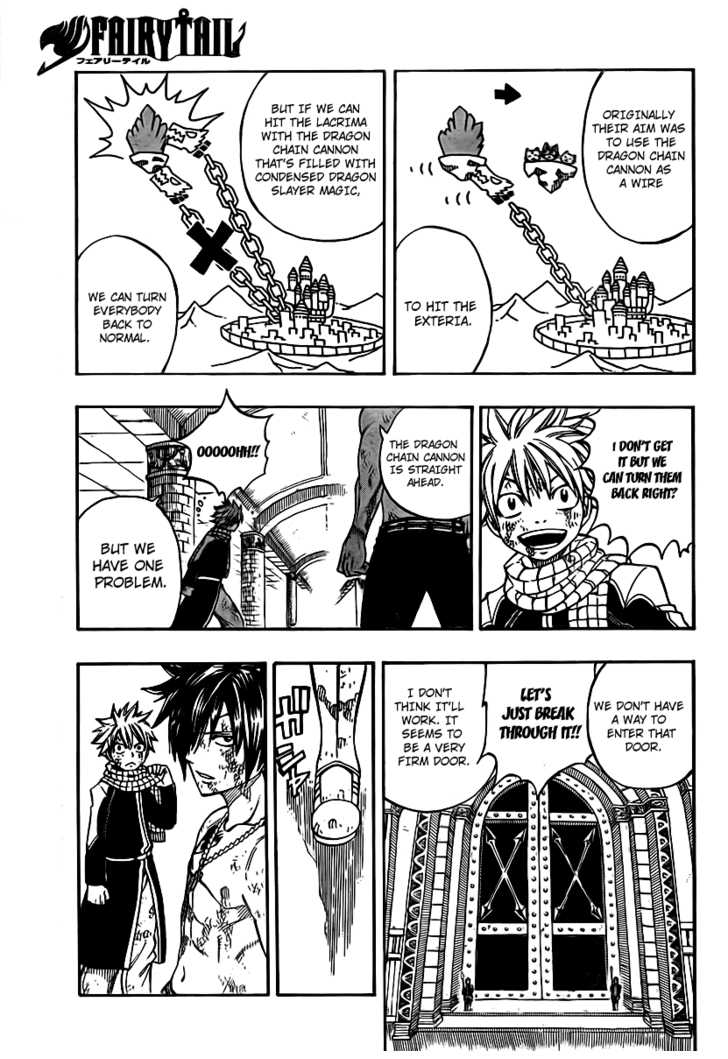 FAIRY TAIL
フェアリーテイル
ORIGINALLY
THEIR AIM WAS
TO USE THE
DRAGON CHAIN
CANNON AS
A WIRE
TO HIT THE
EXTERIA.
BUT IF WE CAN
HIT THE LACRIMA
WITH THE DRAGON
CHAIN CANNON
THAT'S FILLED WITH
CONDENSED DRAGON
SLAYER MAGIC,
WE CAN TURN
EVERYBODY
BACK TO
NORMAL.
I DON'T GET
IT BUT WE
CAN TURN THEM
BACK RIGHT?
THE DRAGON
CHAIN CANNON
IS STRAIGHT
AHEAD.
OOOOOHH!!
BUT WE
HAVE ONE
PROBLEM.
WE DON'T HAVE
A WAY TO
ENTER THAT
DOOR.
LET'S
JUST BREAK
THROUGH IT!!
I DON'T
THINK IT'LL
WORK. IT
SEEMS TO
BE A VERY
FIRM DOOR.